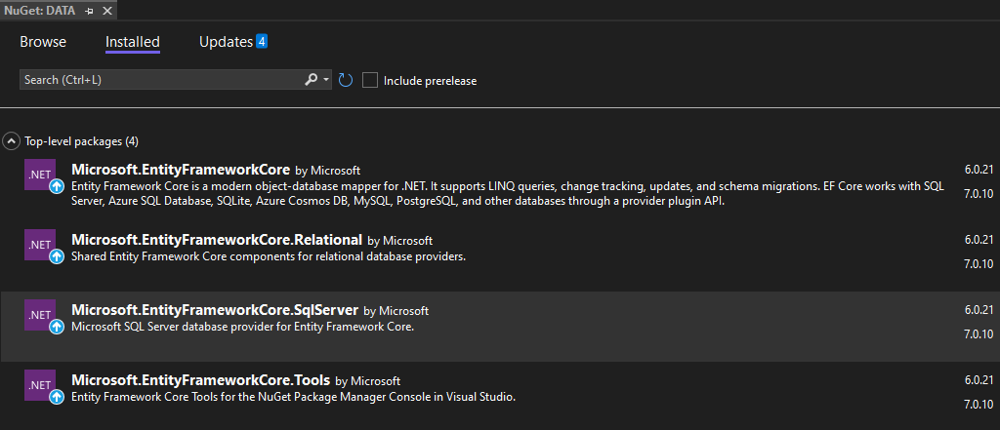 NuGet: DATA
Browse Installed Updates 4
Search (Ctrl+L) Include prerelease
Top-level packages (4)
.NET Microsoft.EntityFrameworkCore by Microsoft 6.0.21
Entity Framework Core is a modern object-database mapper for .NET. It supports LINQ queries, change tracking, updates, and schema migrations. EF Core works with SQL 7.0.10
Server, Azure SQL Database, SQLite, Azure Cosmos DB, MySQL, PostgreSQL, and other databases through a provider plugin API.
.NET Microsoft.EntityFrameworkCore.Relational by Microsoft 6.0.21
Shared Entity Framework Core components for relational database providers. 7.0.10
.NET Microsoft.EntityFrameworkCore.SqlServer by Microsoft 6.0.21
Microsoft SQL Server database provider for Entity Framework Core. 7.0.10
.NET Microsoft.EntityFrameworkCore.Tools by Microsoft 6.0.21
Entity Framework Core Tools for the NuGet Package Manager Console in Visual Studio. 7.0.10